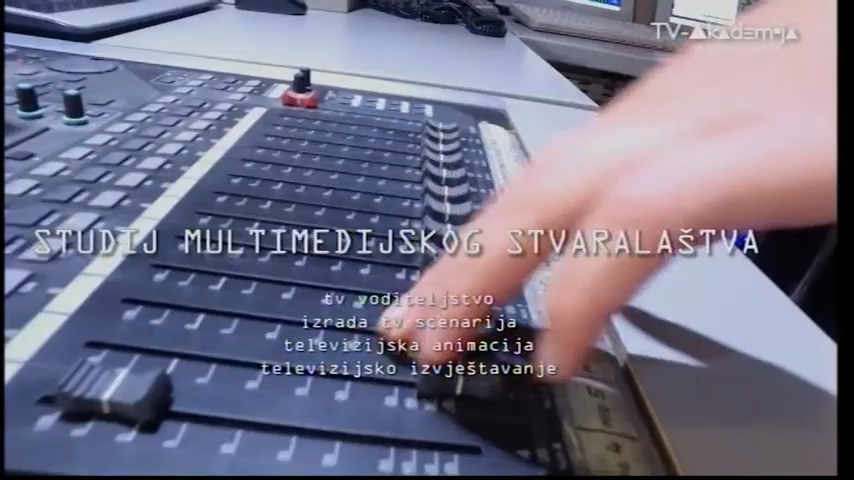 TV-Akademija
STUDIJ MULTIMEDIJSKOG STVARALAŠTVA
tv voditeljstvo
izrada tv scenarija
televizijska animacija
televizijsko izvještavanje